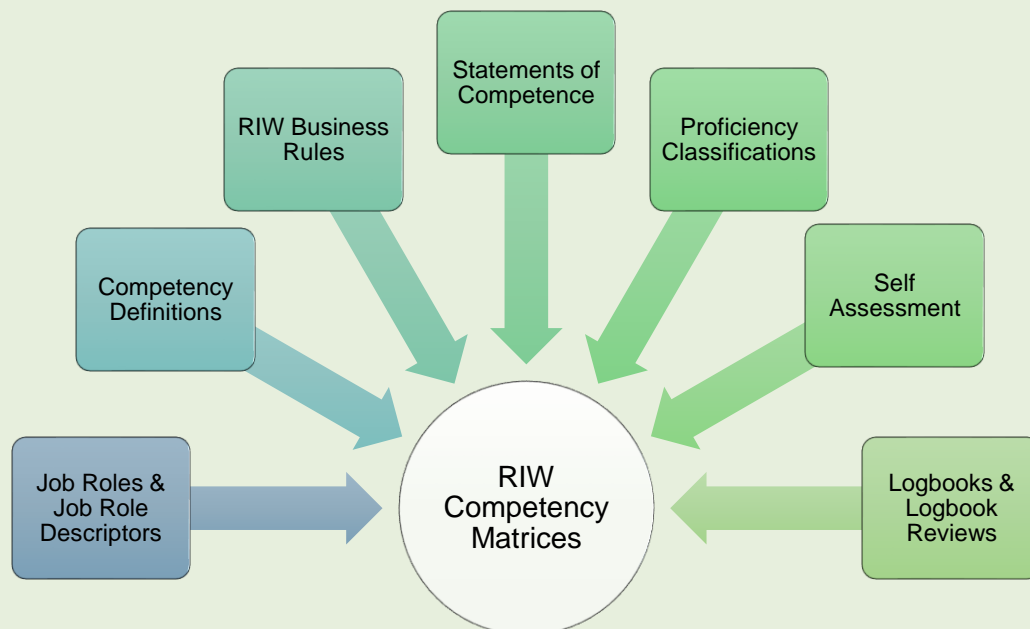 Statements of
Competence
RIW Business
Rules
Proficiency
Classifications
Competency
Definitions
Self
Assessment
Job Roles &
Job Role
Descriptors
RIW
Competency
Matrices
Logbooks &
Logbook
Reviews